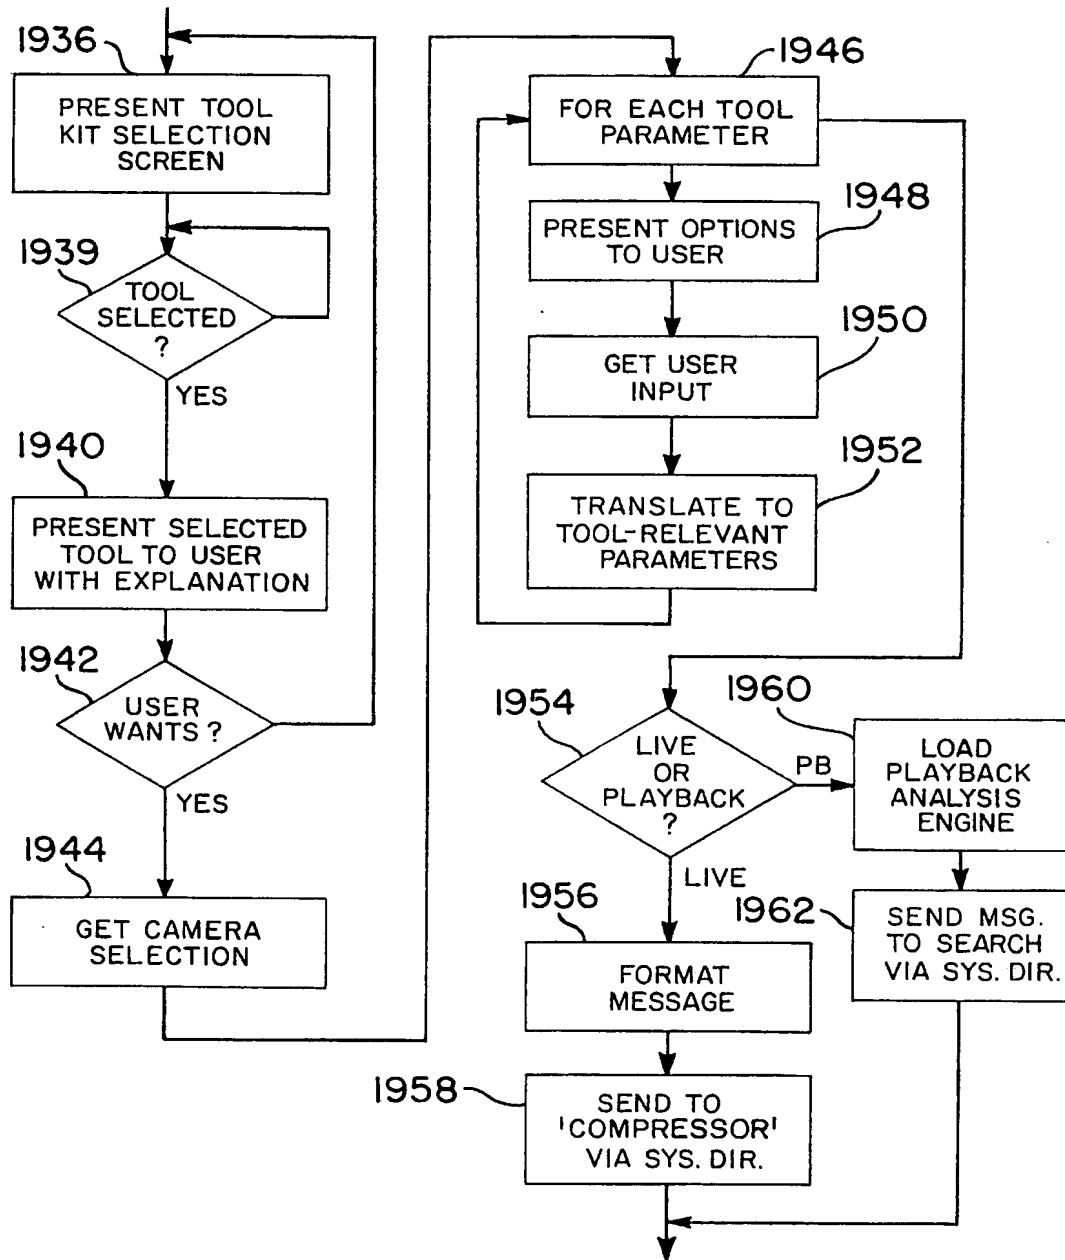 1936
PRESENT TOOL
KIT SELECTION
SCREEN
1939
TOOL
SELECTED
?
YES
1940
PRESENT SELECTED
TOOL TO USER
WITH EXPLANATION
1942
USER
WANTS ?
YES
1944
GET CAMERA
SELECTION
1946
FOR EACH TOOL
PARAMETER
1948
PRESENT OPTIONS
TO USER
1950
GET USER
INPUT
1952
TRANSLATE TO
TOOL-RELEVANT
PARAMETERS
1954
LIVE
OR
PLAYBACK
?
PB
LIVE
1960
LOAD
PLAYBACK
ANALYSIS
ENGINE
1962
SEND MSG.
TO SEARCH
VIA SYS. DIR.
1956
FORMAT
MESSAGE
1958
SEND TO
'COMPRESSOR'
VIA SYS. DIR.